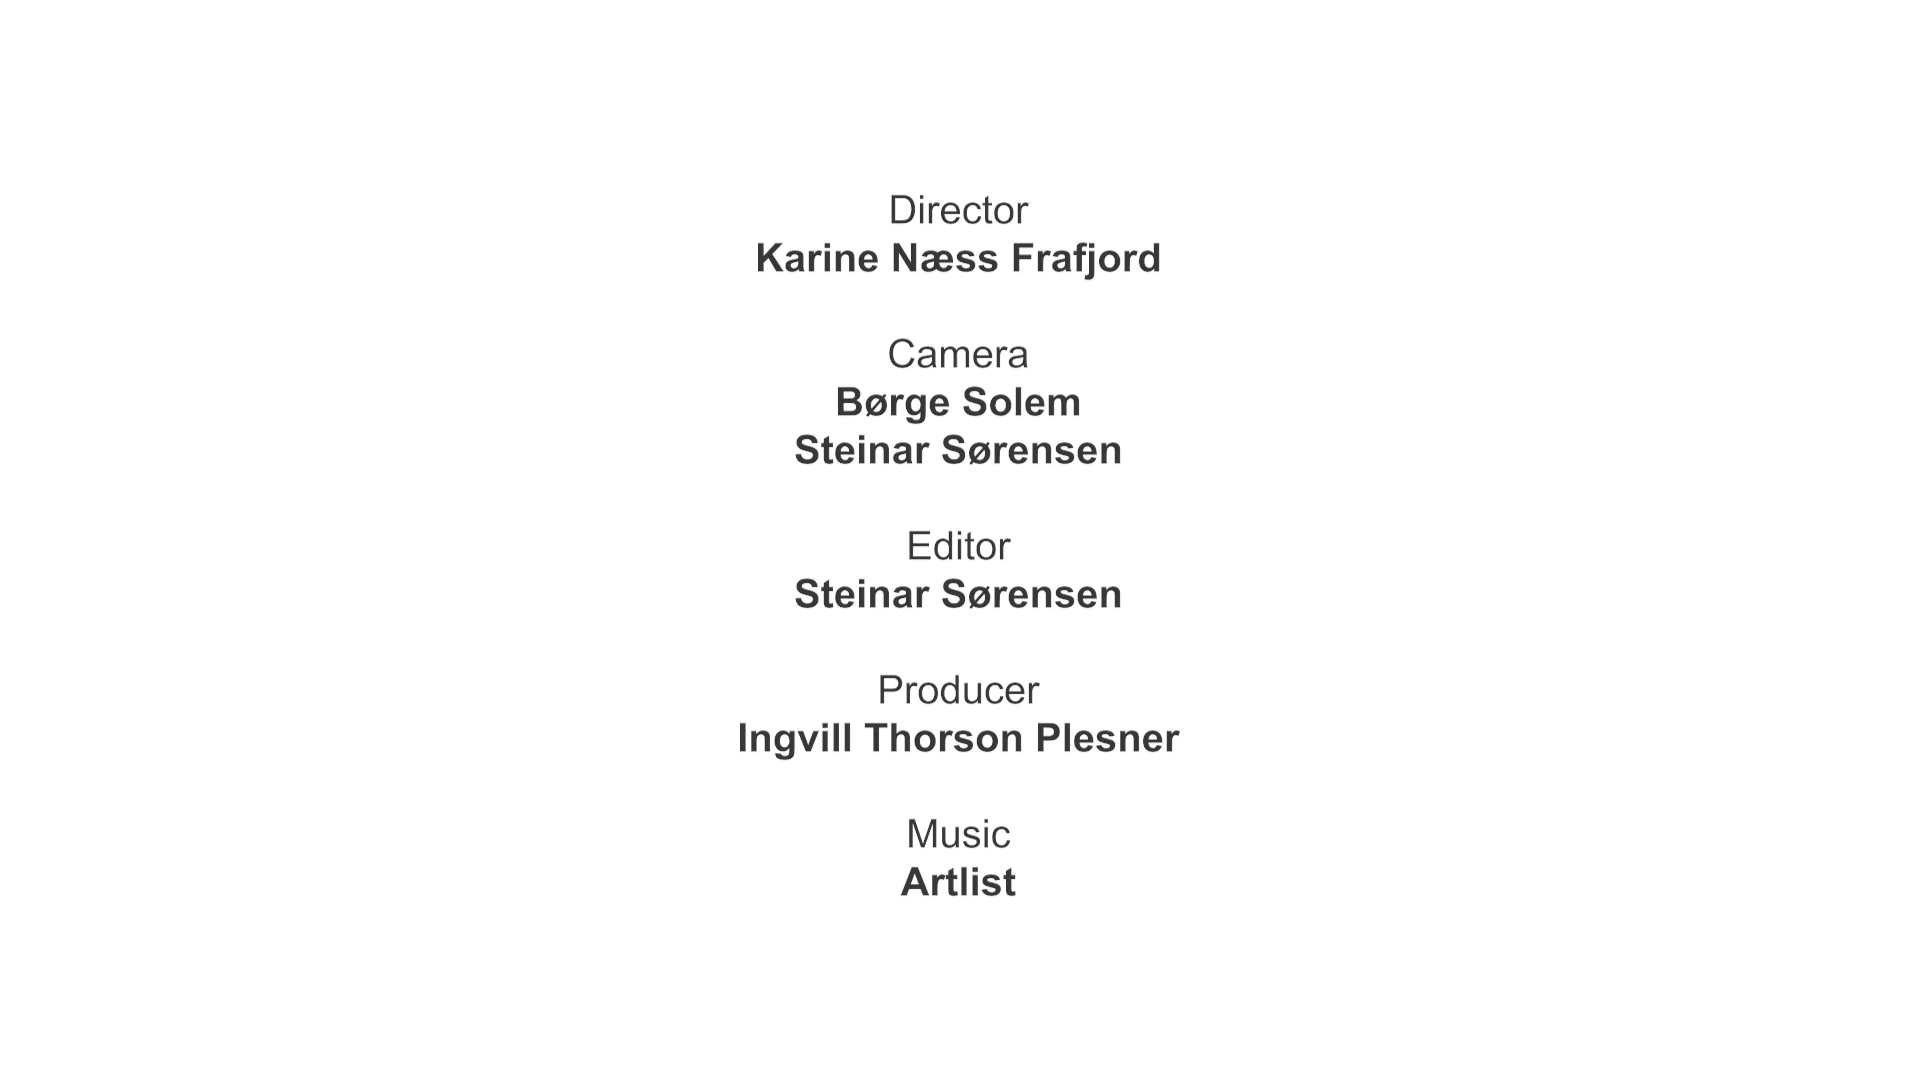 Director
Karine Næss Frafjord
Camera
Børge Solem
Steinar Sørensen
Editor
Steinar Sørensen
Producer
Ingvill Thorson Plesner
Music
Artlist